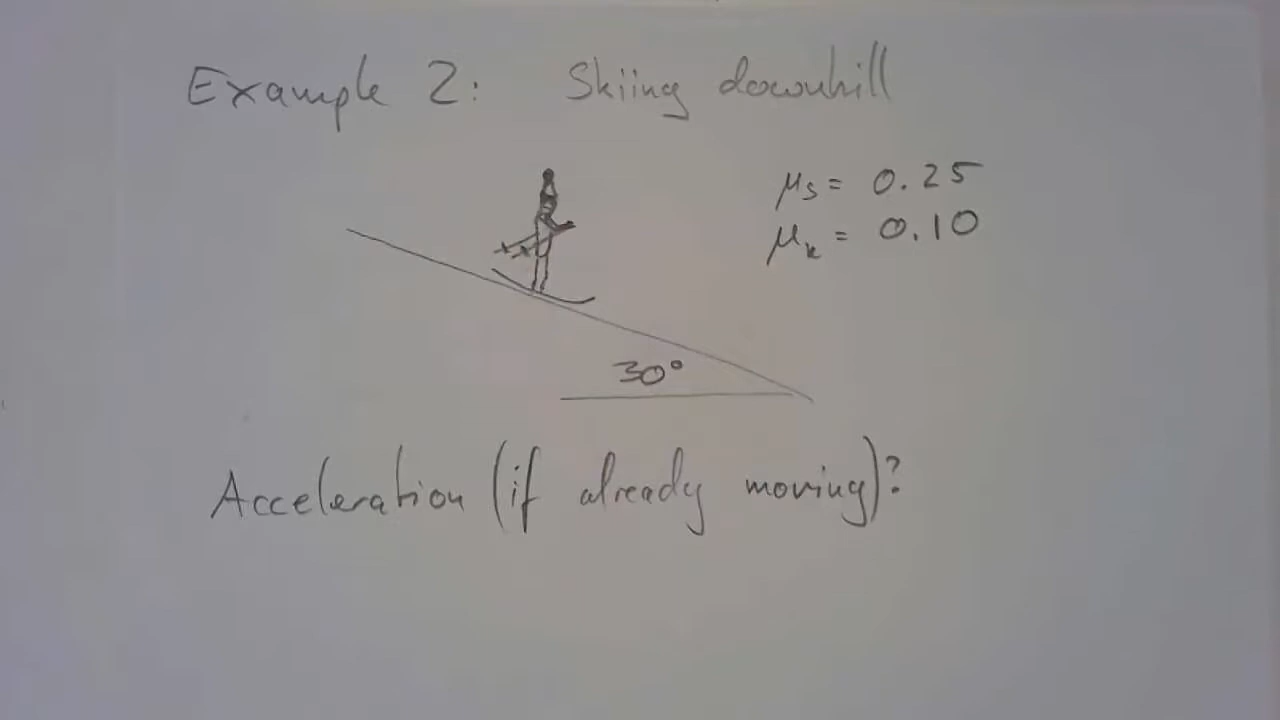 Example 2: Skiing downhill
μs = 0.25
μk = 0.10
30°
Acceleration (if already moving)?